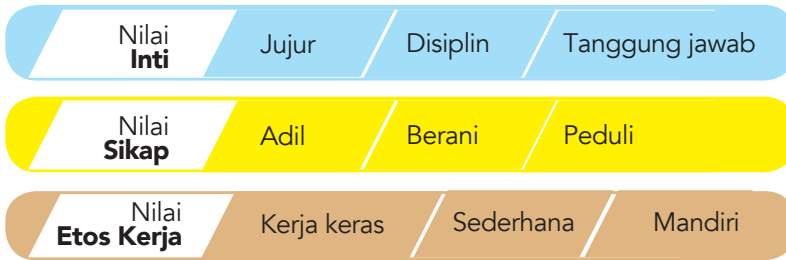 Nilai
Inti
Jujur
Disiplin
Tanggung jawab
Nilai
Sikap
Adil
Berani
Peduli
Nilai
Etos Kerja
Kerja keras
Sederhana
Mandiri